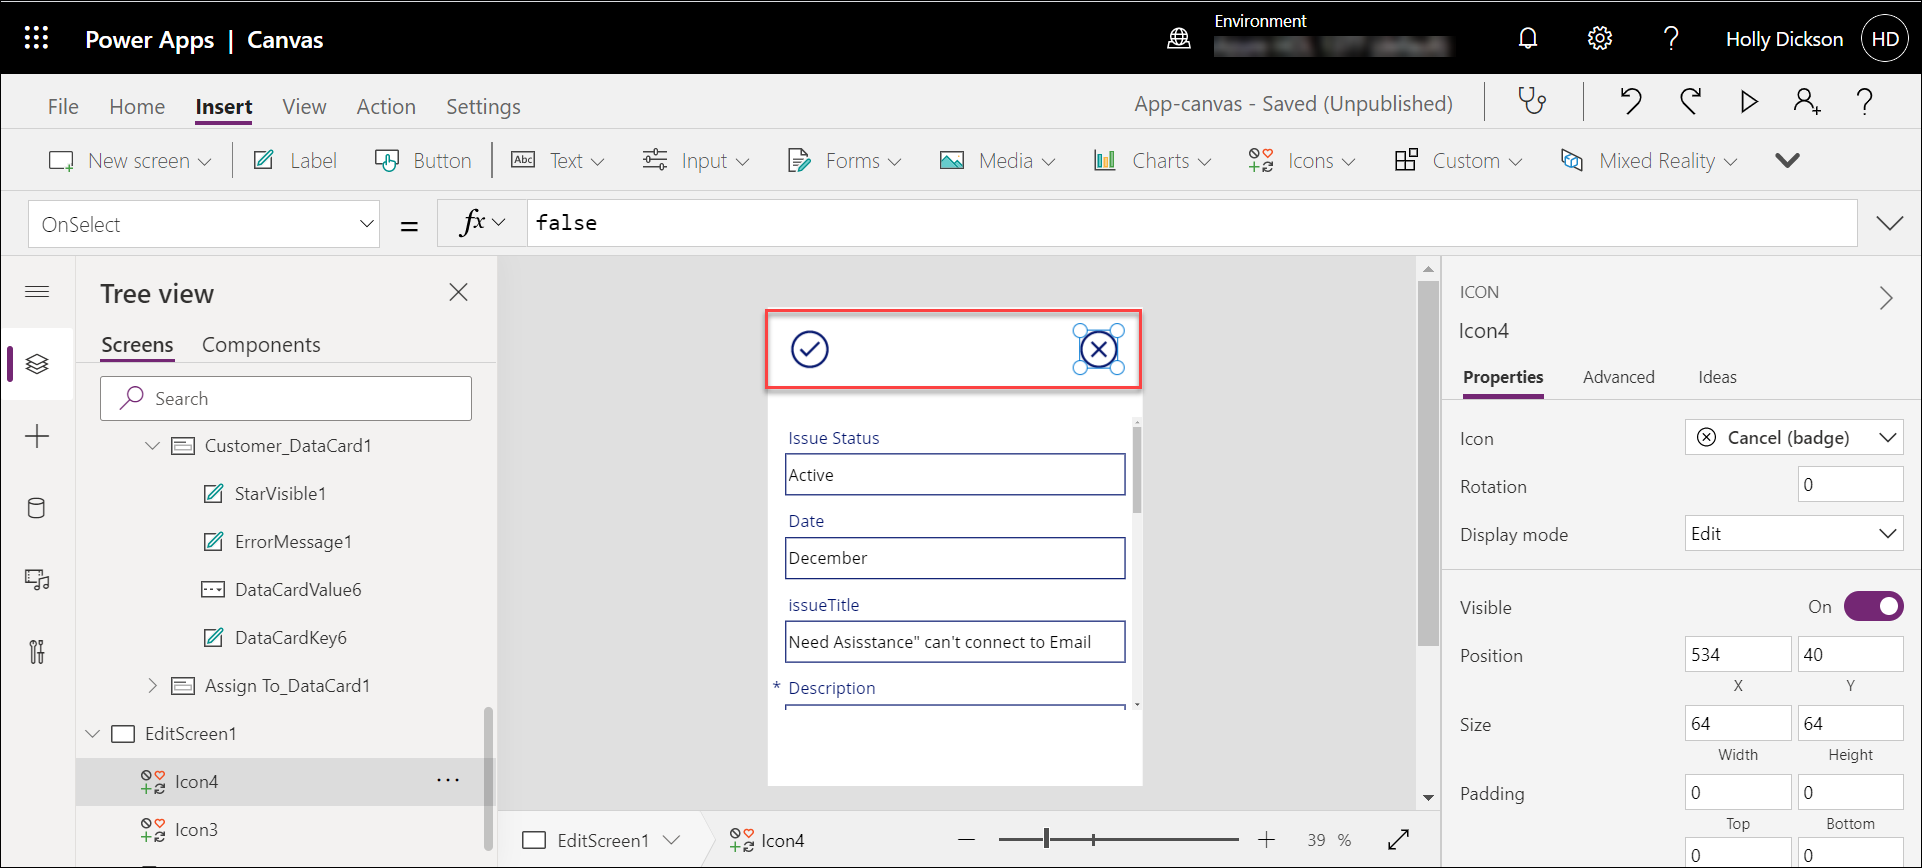 Power Apps | Canvas
Environment
Holly Dickson
HD
File Home Insert View Action Settings
App-canvas - Saved (Unpublished)
New screen Label Button Text Input Forms Media Charts Icons Custom Mixed Reality
Abc
OnSelect = fx false
Tree view
Screens Components
Search
Customer_DataCard1
StarVisible1
ErrorMessage1
DataCardValue6
DataCardKey6
Assign To_DataCard1
EditScreen1
Icon4 ...
Icon3
Issue Status
Active
Date
December
issueTitle
Need Asisstance" can't connect to Email
* Description
EditScreen1 Icon4
39 %
ICON
Icon4
Properties Advanced Ideas
Icon Cancel (badge)
Rotation 0
Display mode Edit
Visible On
Position 534 40
X Y
Size 64 64
Width Height
Padding 0 0
Top Bottom
0 0